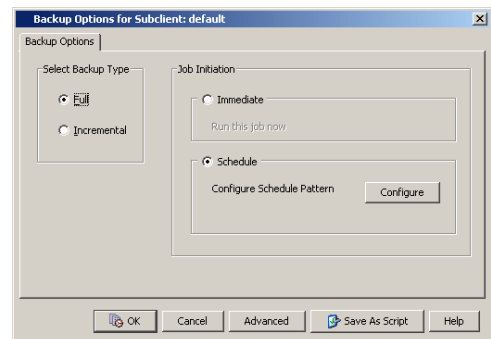 Backup Options for Subclient: default
Backup Options
Select Backup Type
Full
Incremental
Job Initiation
Immediate
Run this job now
Schedule
Configure Schedule Pattern
Configure
OK
Cancel
Advanced
Save As Script
Help